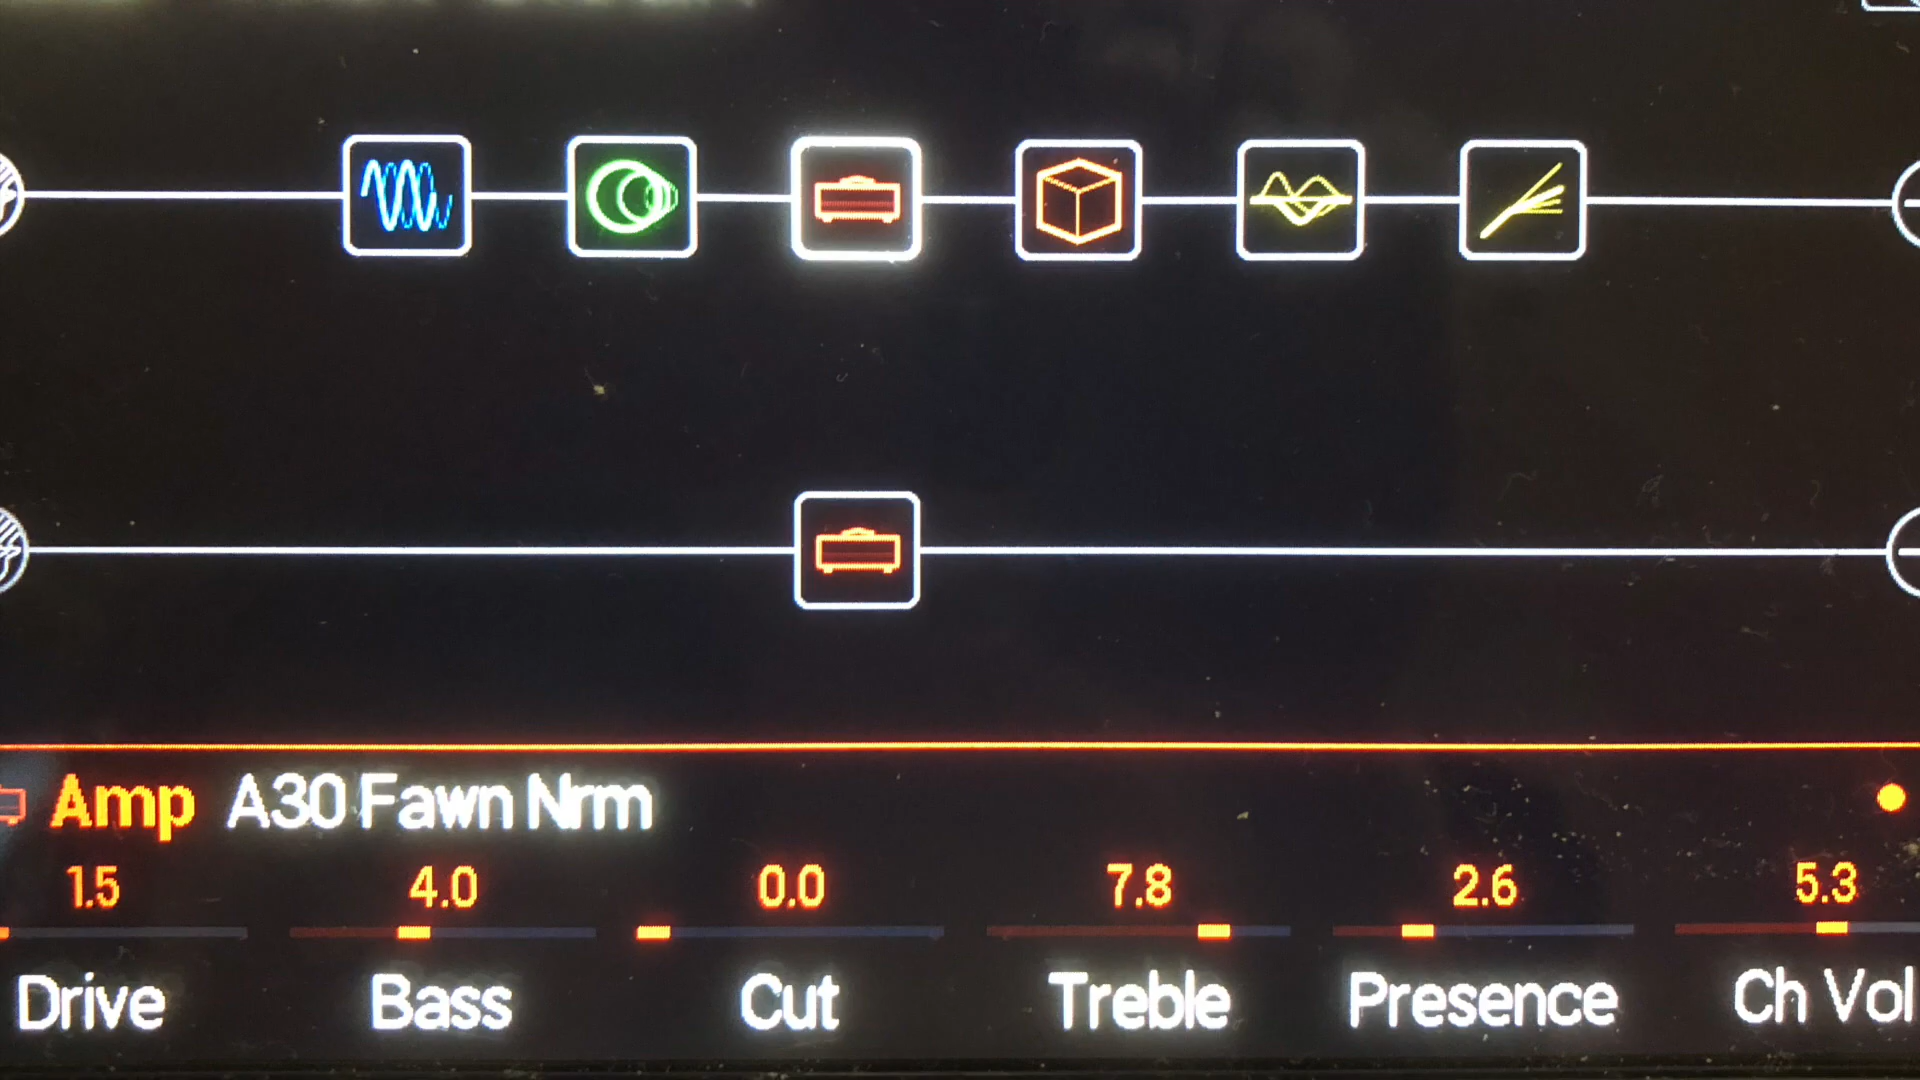 Amp A30 Fawn Nrm
1.5 4.0 0.0 7.8 2.6 5.3
Drive Bass Cut Treble Presence Ch Vol